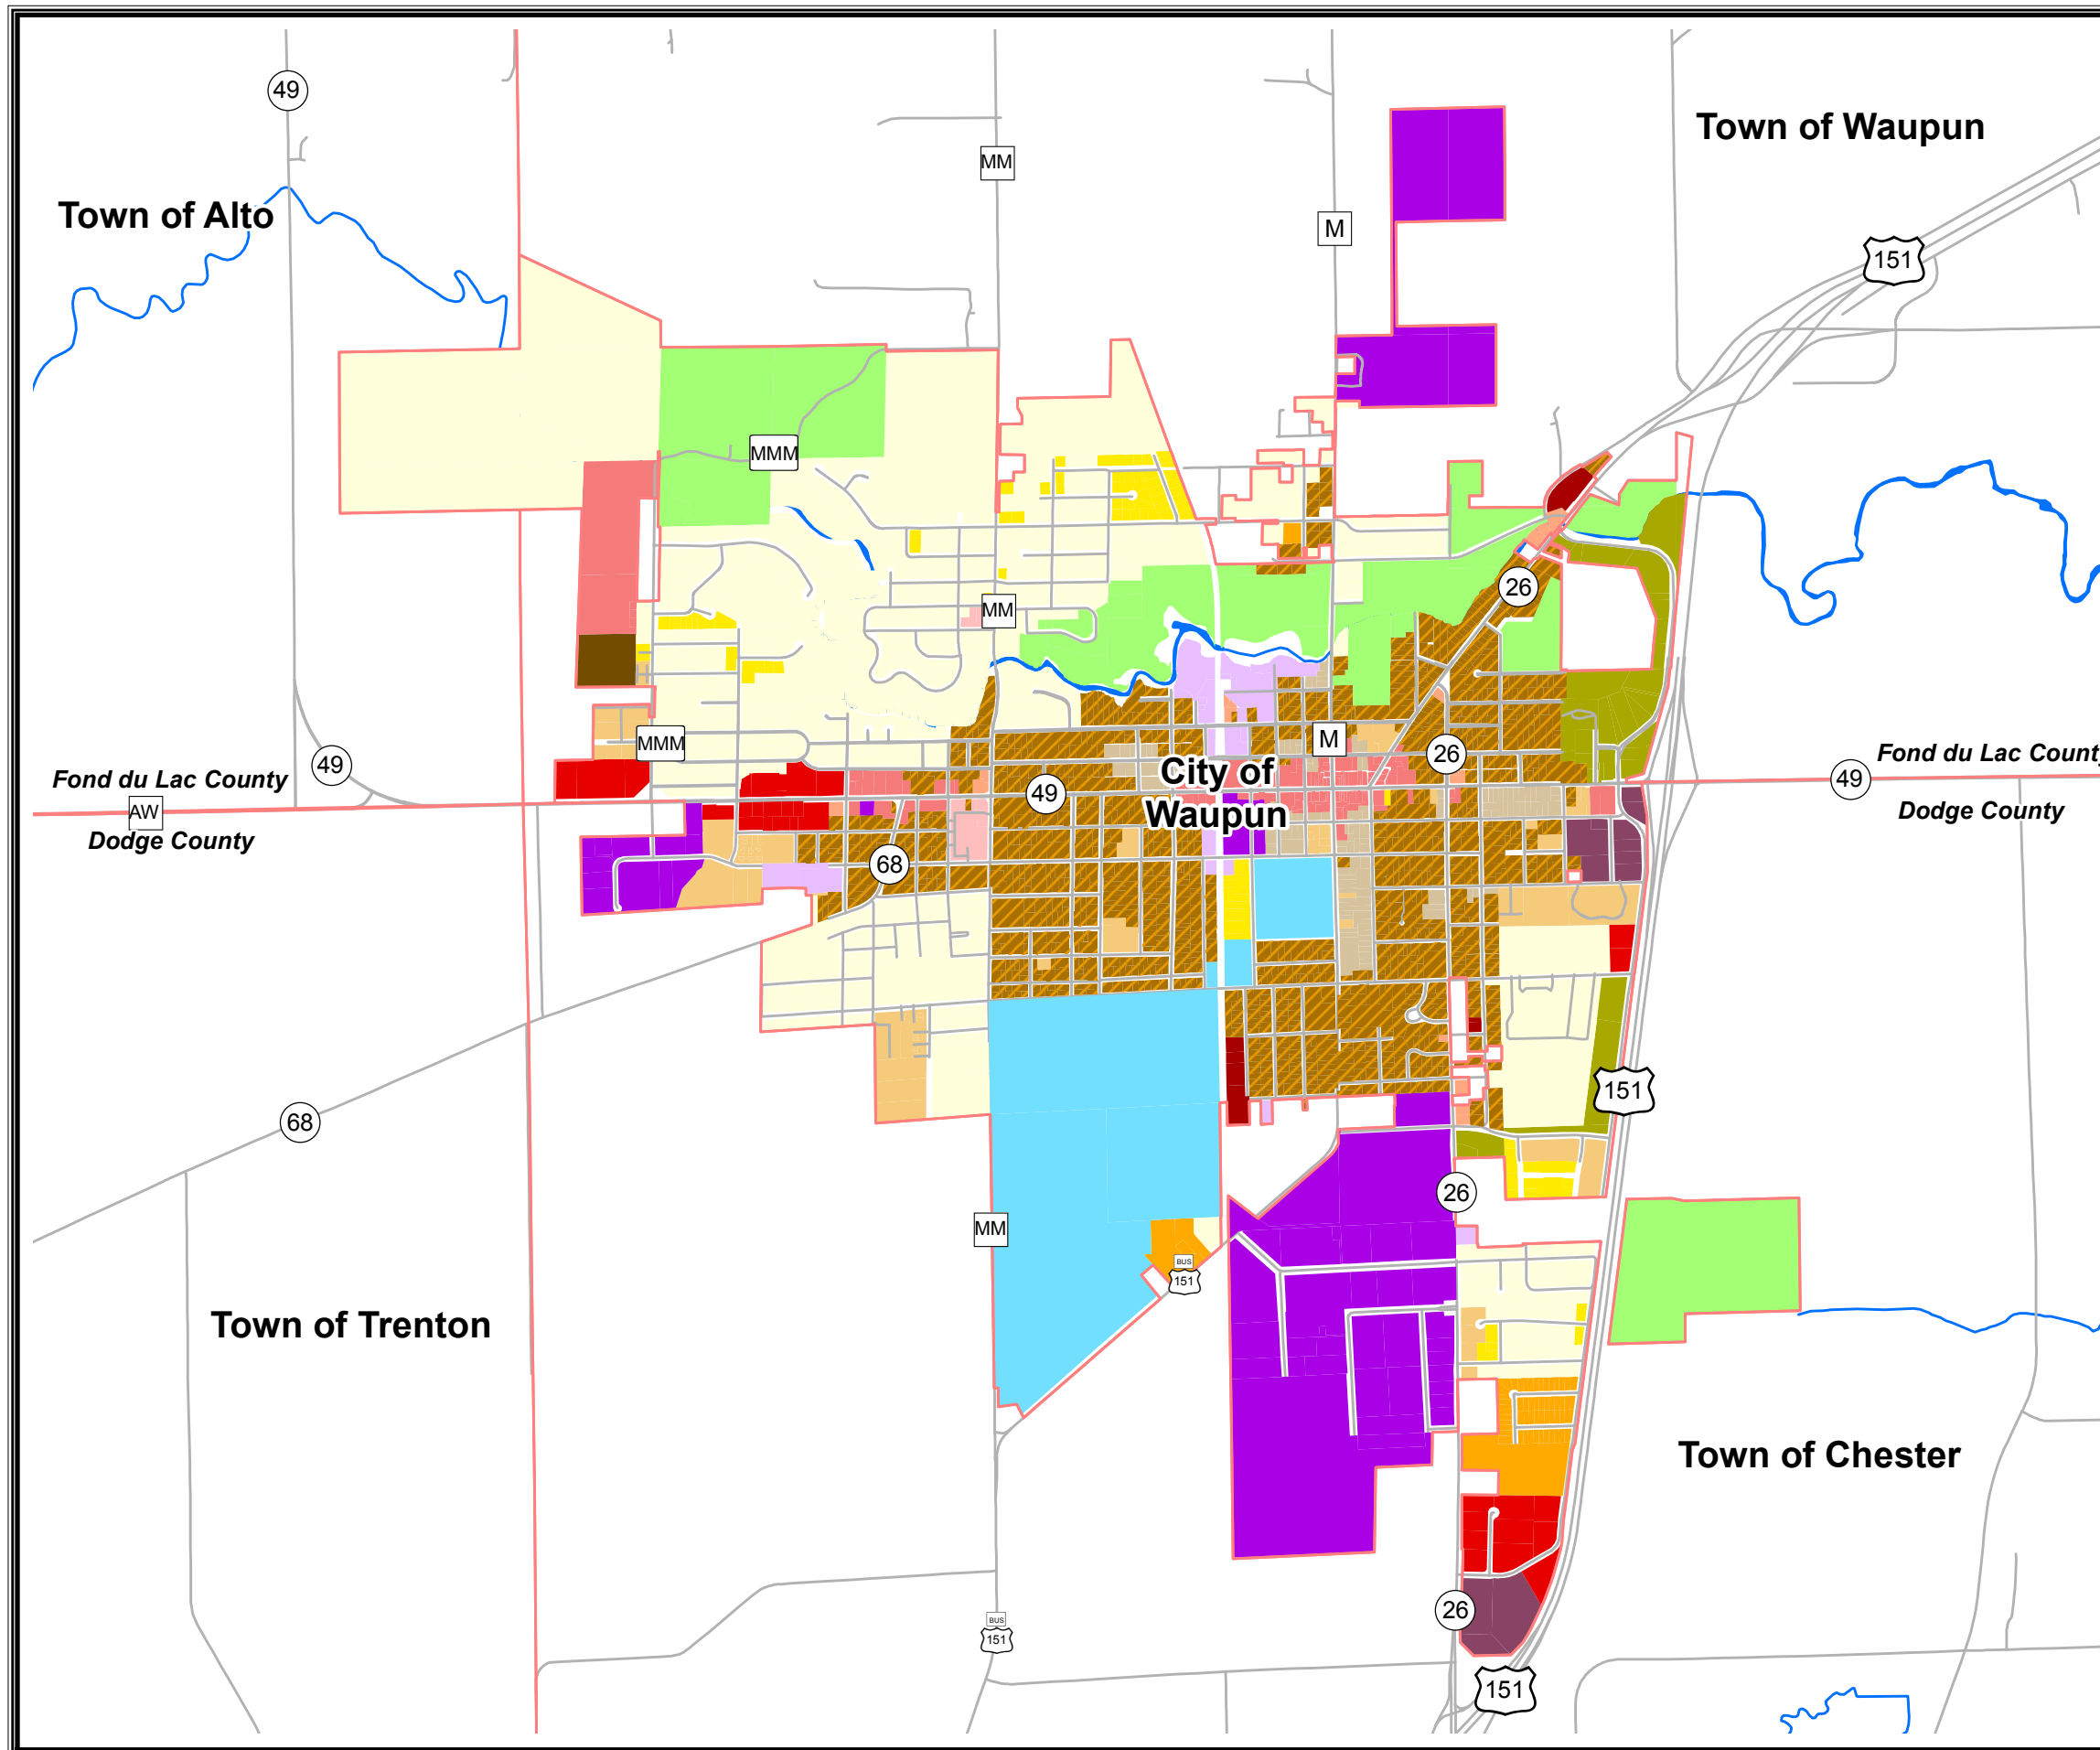 49
Town of Waupun
MM
Town of Alto
M
151
MMM
26
MM
M
MMM
26
Fond du Lac County
49
City of
Waupun
Fond du Lac Count
49
AW
49
Dodge County
Dodge County
68
151
68
26
MM
BUS
151
Town of Trenton
Town of Chester
26
BUS
151
151